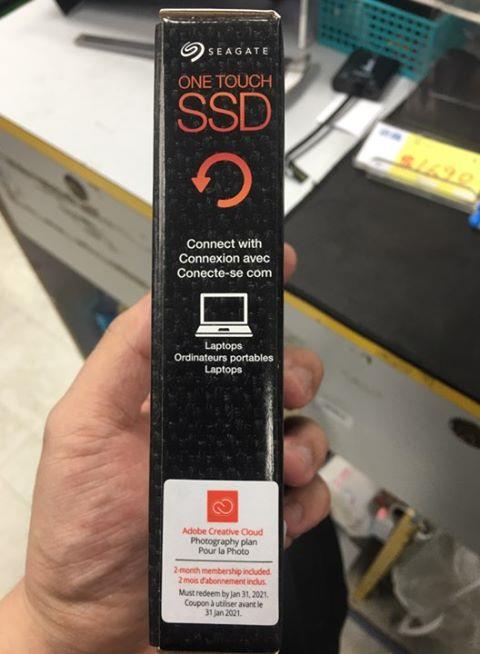 SEAGATE
ONE TOUCH
SSD
Connect with
Connexion avec
Conecte-se com
Laptops
Ordinateurs portables
Laptops
Adobe Creative Cloud
Photography plan
Pour la Photo
2-month membership included.
2 mois d'abonnement inclus.
Must redeem by Jan 31, 2021.
Coupon à utiliser avant le
31 Jan 2021.
$1690